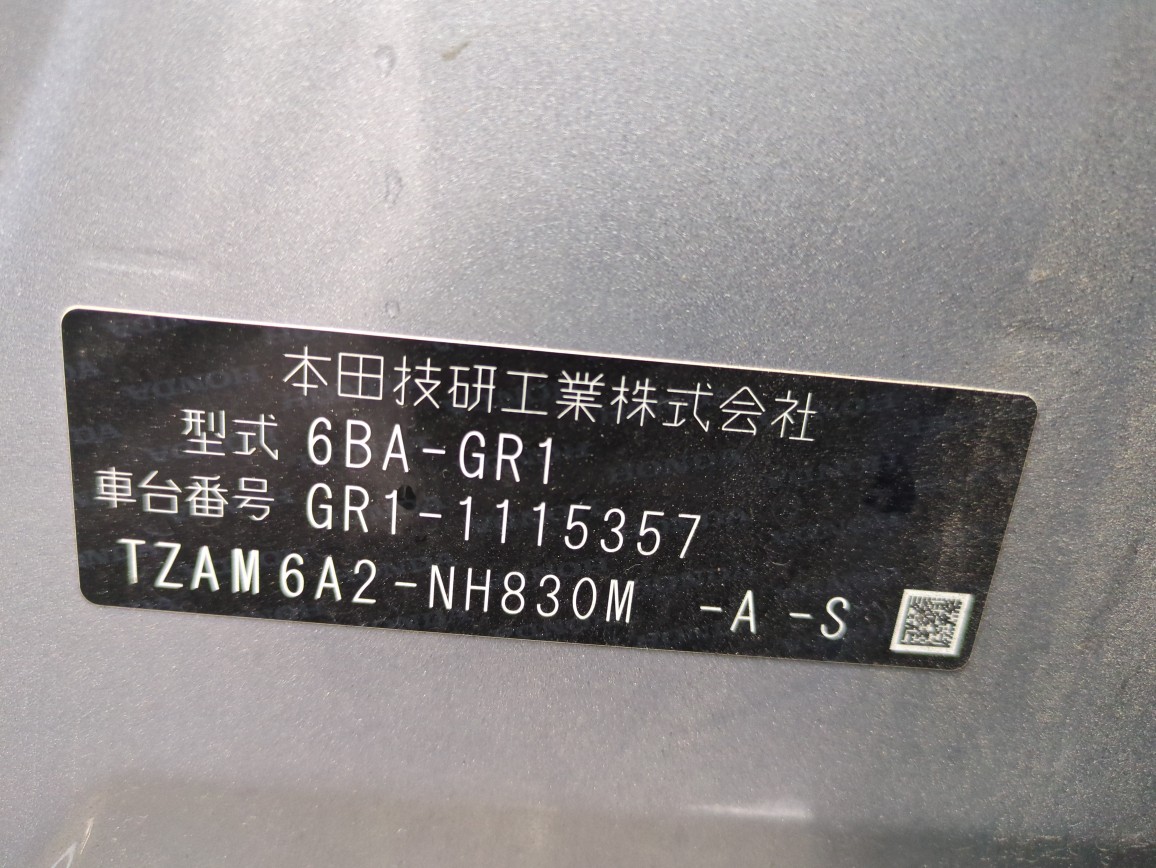 本田技研工業株式会社
型式 6BA-GR1
車台番号 GR1-1115357
TZAM6A2-NH830M -A -S